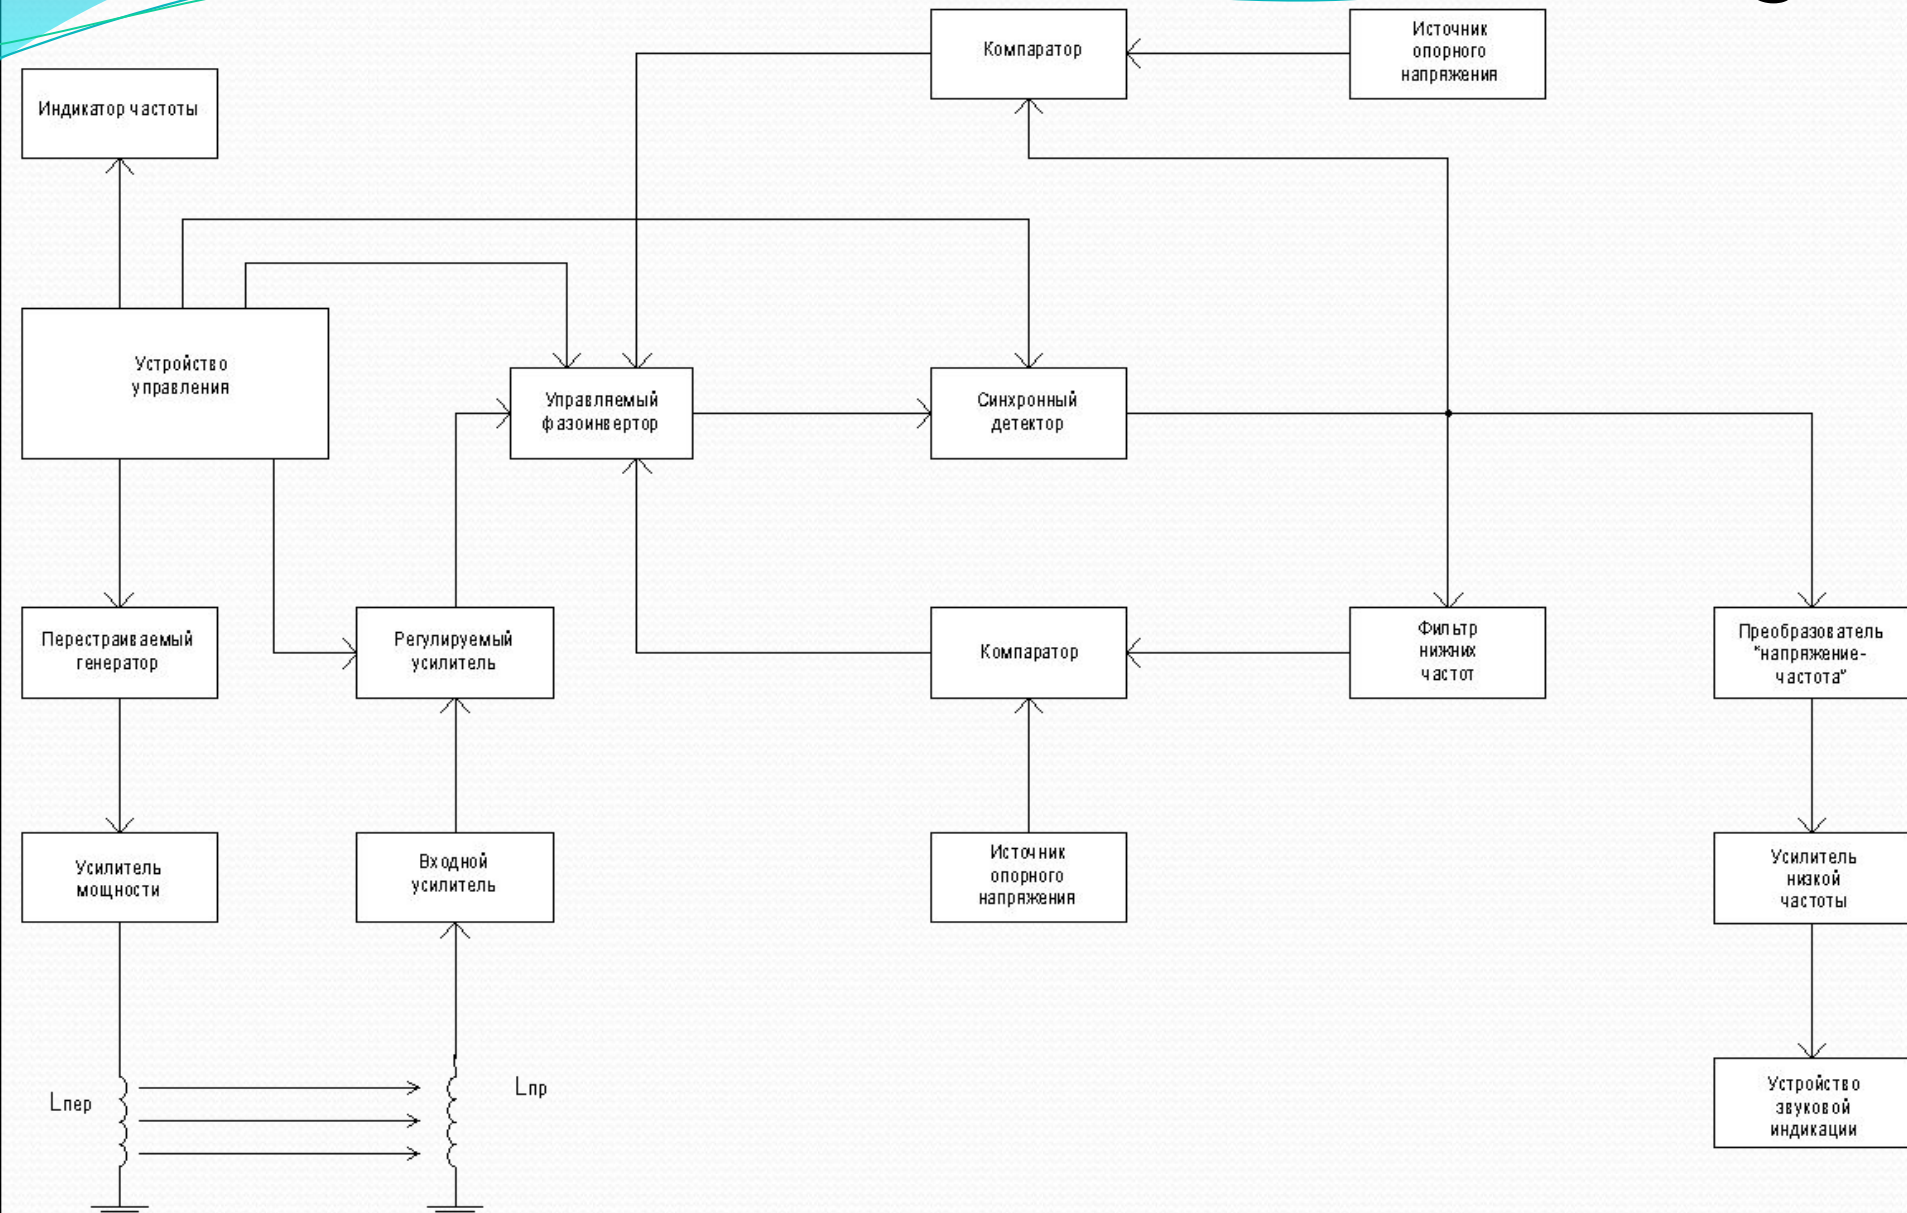 Компаратор
Источник
опорного
напряжения
Индикатор частоты
Устройство
управления
Управляемый
фазоинвертор
Синхронный
детектор
Перестраиваемый
генератор
Регулируемый
усилитель
Компаратор
Фильтр
нижних
частот
Преобразователь
"напряжение-
частота"
Усилитель
мощности
Входной
усилитель
Источник
опорного
напряжения
Усилитель
низкой
частоты
Lпер
Lпр
Устройство
звуковой
индикации